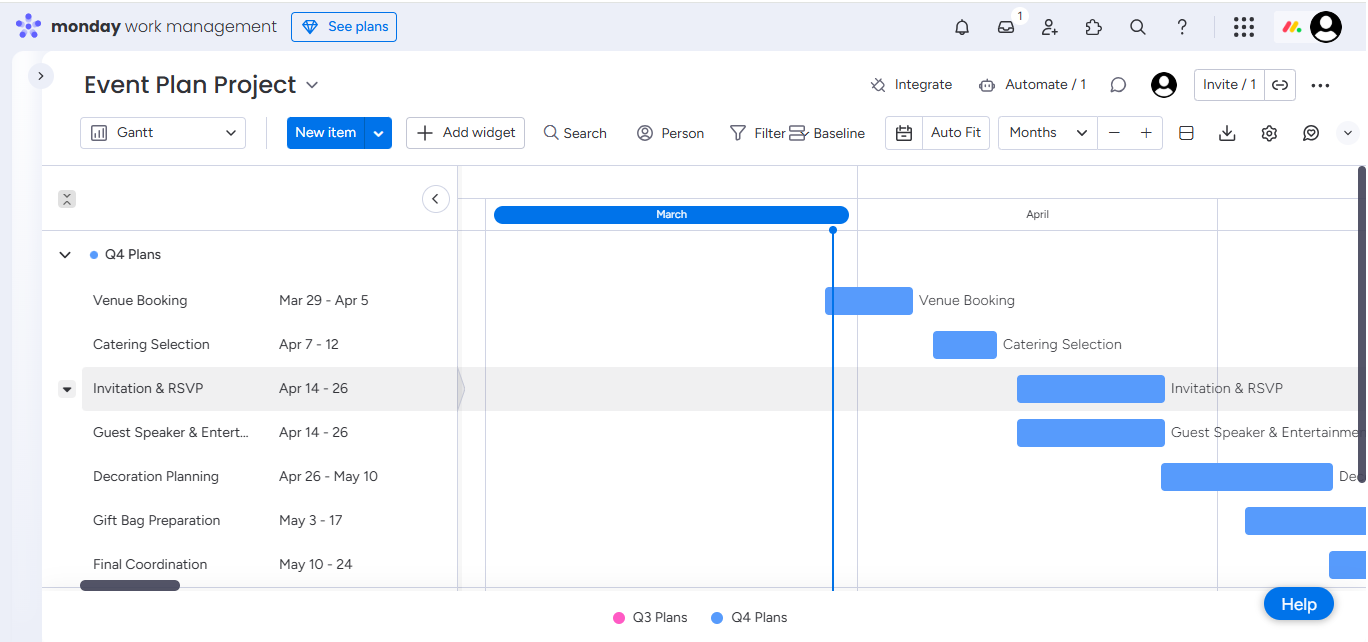 monday work management See plans 1
Event Plan Project Integrate Automate / 1 Invite / 1
Gantt New item Add widget Search Person Filter Baseline Auto Fit Months
March April
Q4 Plans
Venue Booking Mar 29 - Apr 5 Venue Booking
Catering Selection Apr 7 - 12 Catering Selection
Invitation & RSVP Apr 14 - 26 Invitation & RSVP
Guest Speaker & Entert... Apr 14 - 26 Guest Speaker & Entertainme
Decoration Planning Apr 26 - May 10 Dec
Gift Bag Preparation May 3 - 17
Final Coordination May 10 - 24
Help
Q3 Plans Q4 Plans